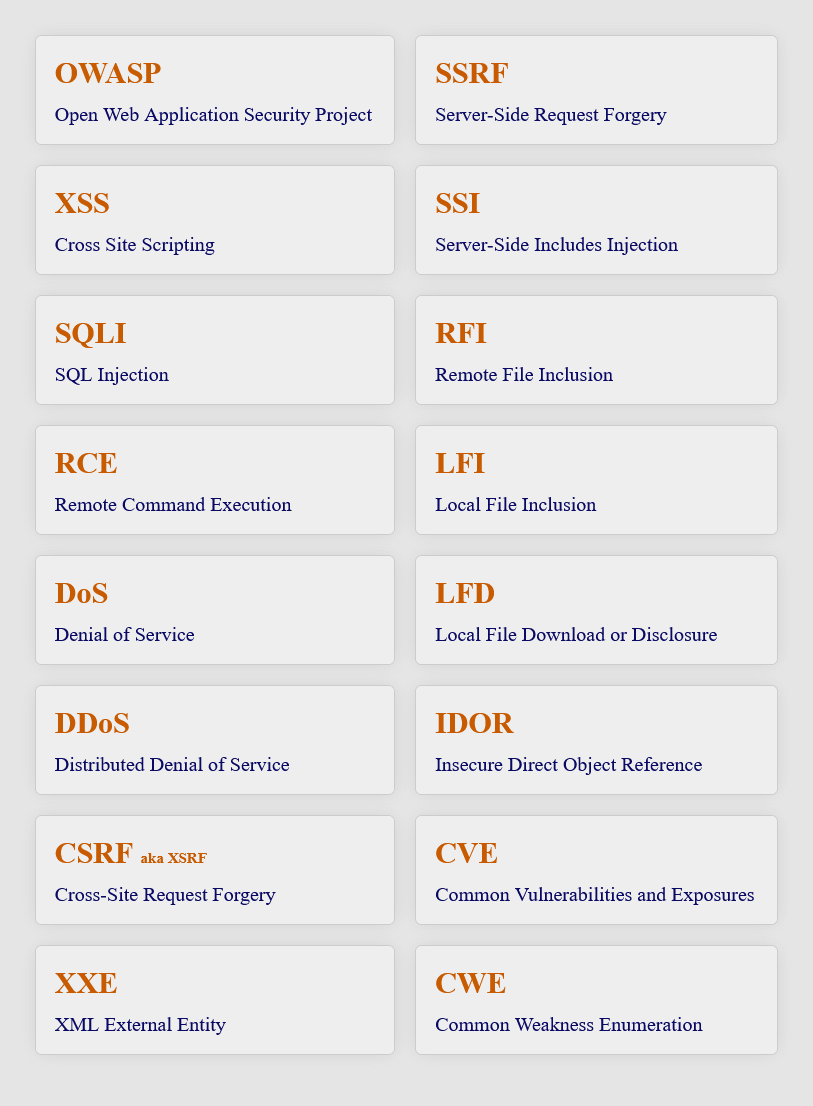 OWASP
Open Web Application Security Project
SSRF
Server-Side Request Forgery
XSS
Cross Site Scripting
SSI
Server-Side Includes Injection
SQLI
SQL Injection
RFI
Remote File Inclusion
RCE
Remote Command Execution
LFI
Local File Inclusion
DoS
Denial of Service
LFD
Local File Download or Disclosure
DDoS
Distributed Denial of Service
IDOR
Insecure Direct Object Reference
CSRF aka XSRF
Cross-Site Request Forgery
CVE
Common Vulnerabilities and Exposures
XXE
XML External Entity
CWE
Common Weakness Enumeration